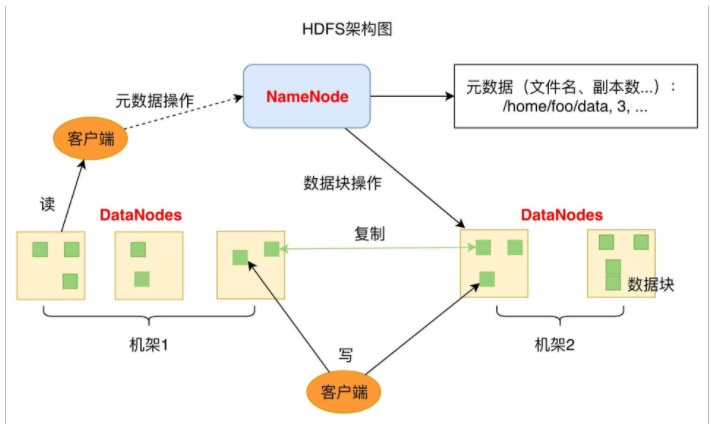 HDFS架构图
元数据操作
NameNode
元数据（文件名、副本数...）：
/home/foo/data, 3, ...
客户端
数据块操作
读
DataNodes
DataNodes
复制
数据块
机架1
写
机架2
客户端